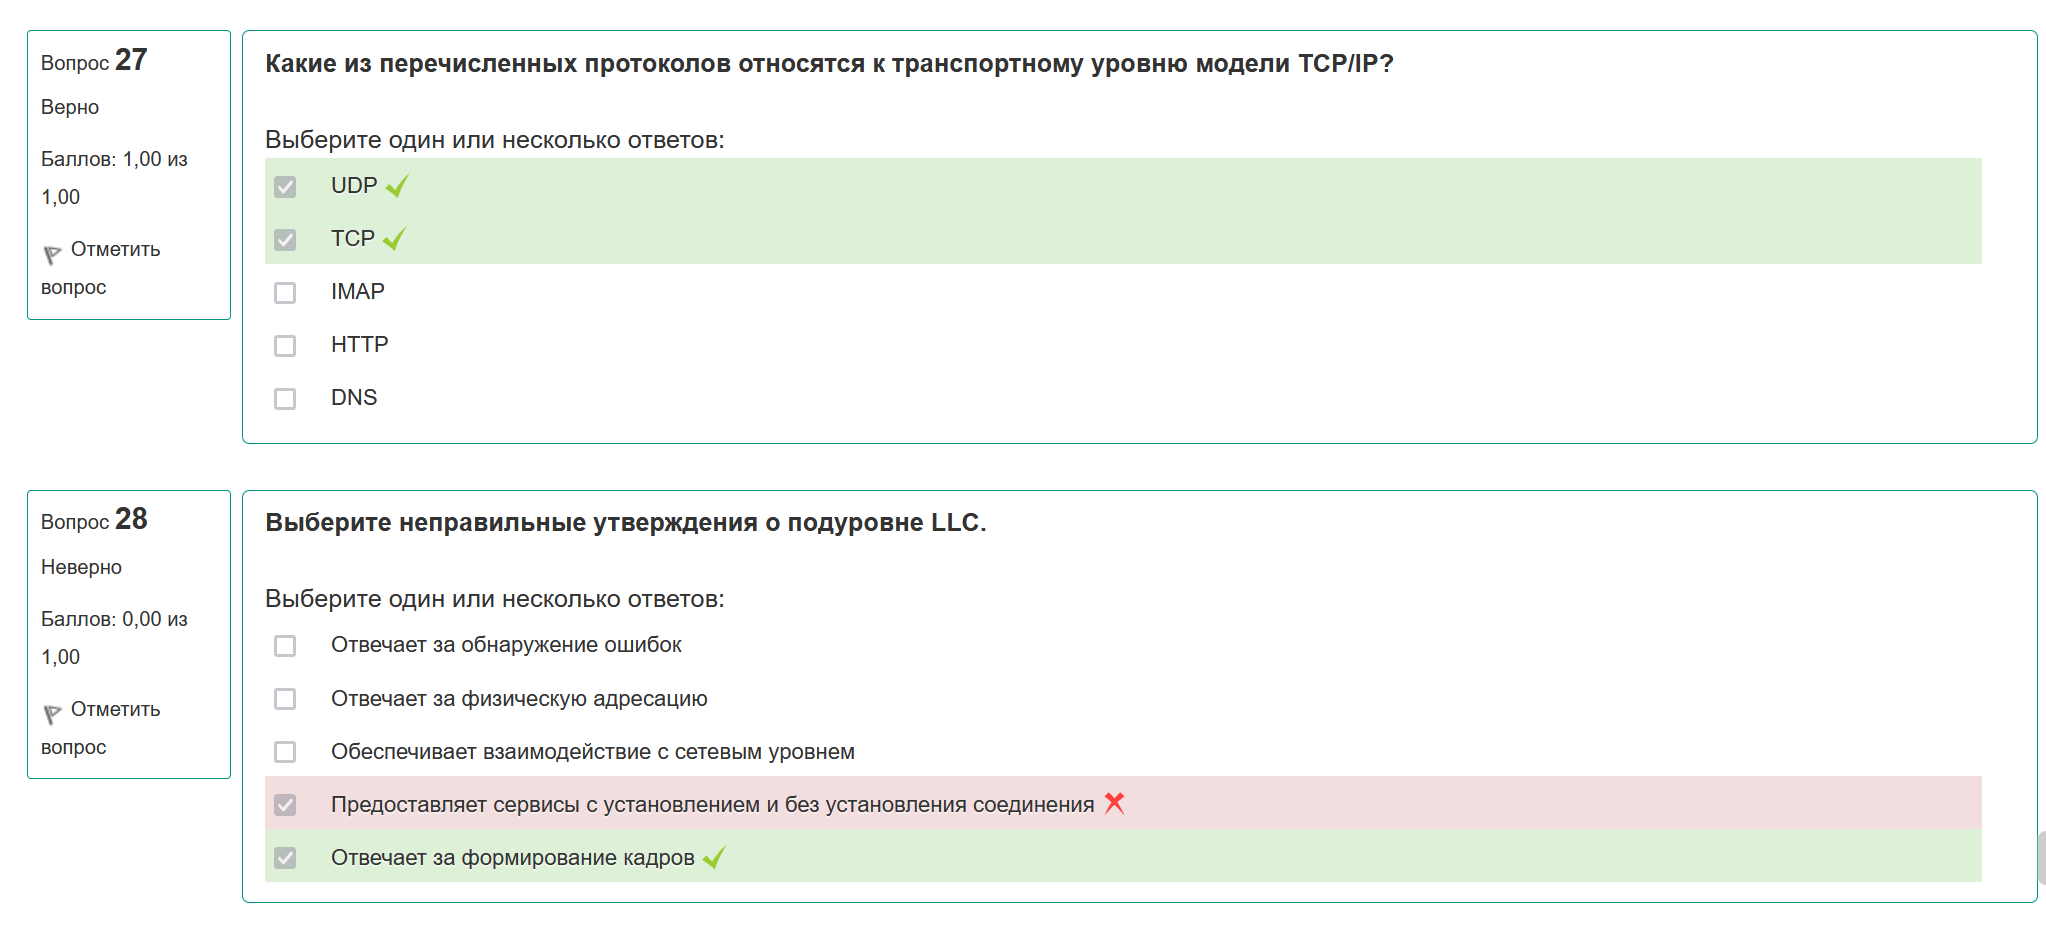 Вопрос 27
Верно
Баллов: 1,00 из
1,00
Отметить
вопрос
Какие из перечисленных протоколов относятся к транспортному уровню модели TCP/IP?
Выберите один или несколько ответов:
UDP
TCP
IMAP
HTTP
DNS
Вопрос 28
Неверно
Баллов: 0,00 из
1,00
Отметить
вопрос
Выберите неправильные утверждения о подуровне LLC.
Выберите один или несколько ответов:
Отвечает за обнаружение ошибок
Отвечает за физическую адресацию
Обеспечивает взаимодействие с сетевым уровнем
Предоставляет сервисы с установлением и без установления соединения
Отвечает за формирование кадров